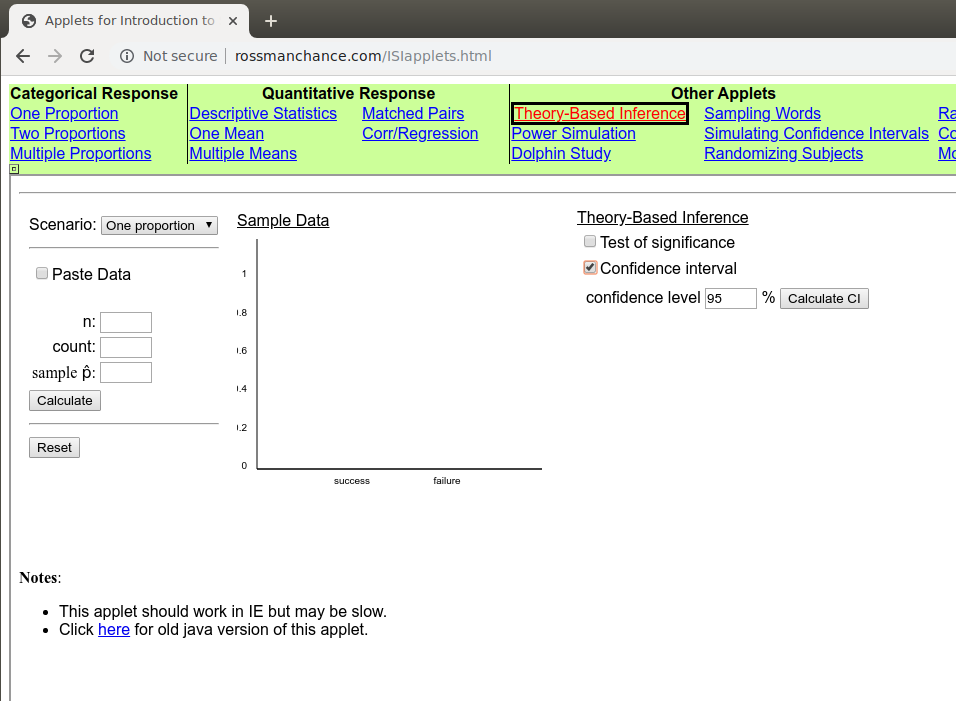 Applets for Introduction to
Not secure rossmanchance.com/ISIapplets.html
Categorical Response Quantitative Response Other Applets
One Proportion Descriptive Statistics Matched Pairs Theory-Based Inference Sampling Words Ra
Two Proportions One Mean Corr/Regression Power Simulation Simulating Confidence Intervals Co
Multiple Proportions Multiple Means Dolphin Study Randomizing Subjects Mo
Scenario: One proportion
Paste Data
n:
count:
sample p̂:
Calculate
Reset
Sample Data
1
0.8
0.6
0.4
0.2
0
success failure
Theory-Based Inference
Test of significance
Confidence interval
confidence level 95 % Calculate CI
Notes:
• This applet should work in IE but may be slow.
• Click here for old java version of this applet.